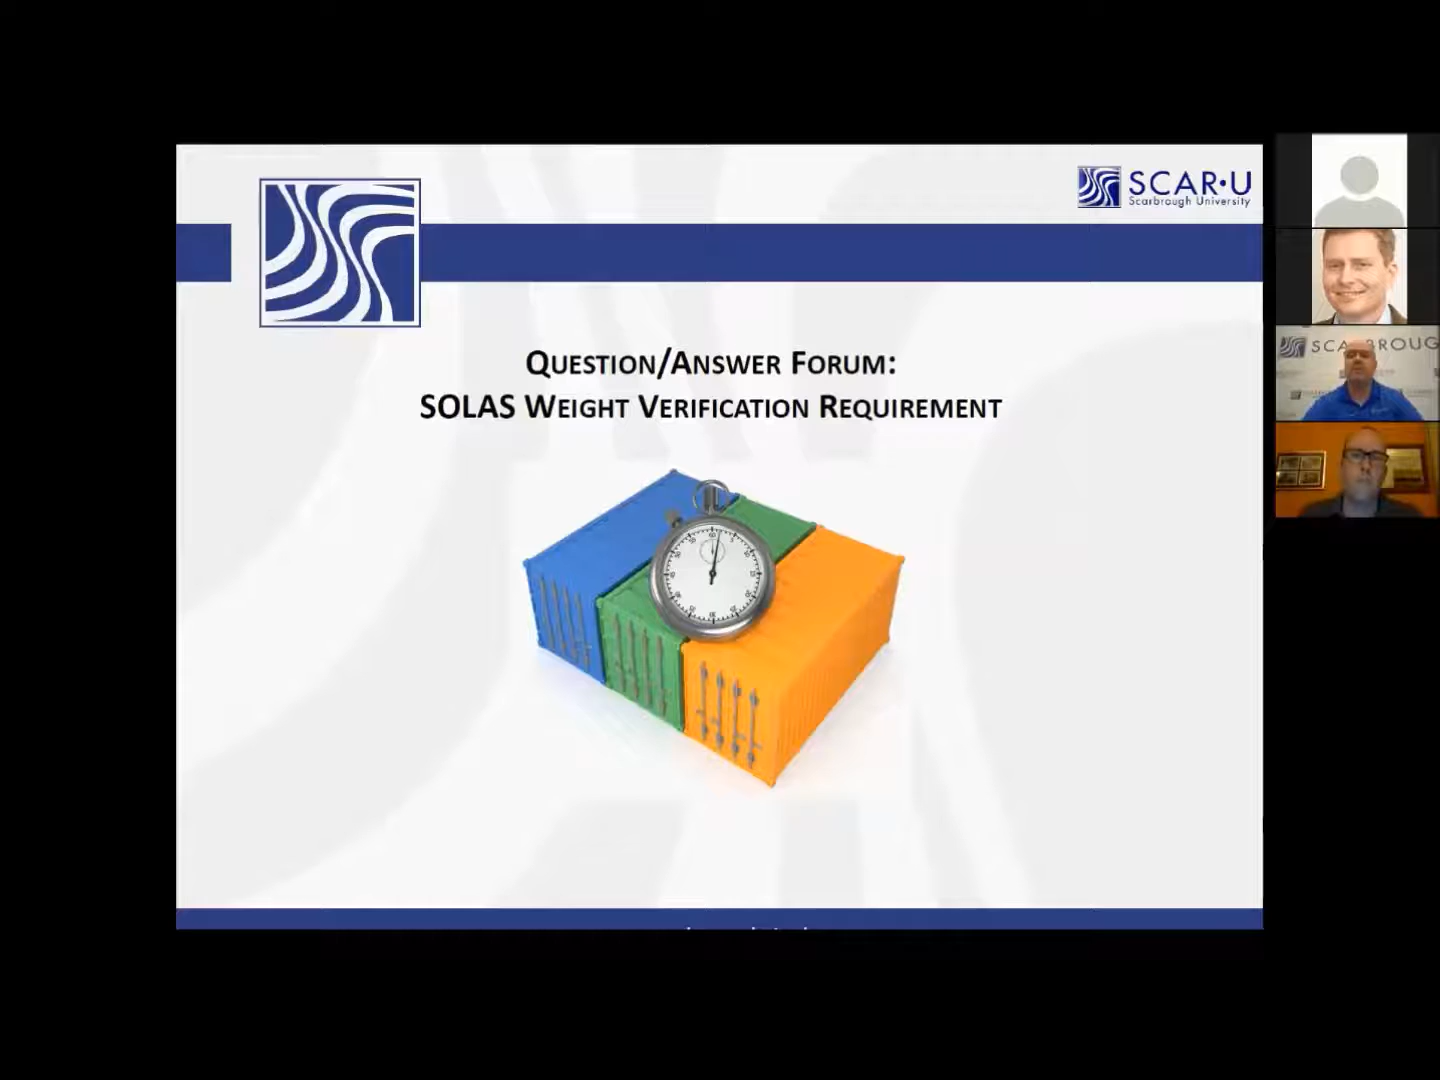 SCAR•U
Scarbrough University
QUESTION/ANSWER FORUM:
SOLAS WEIGHT VERIFICATION REQUIREMENT